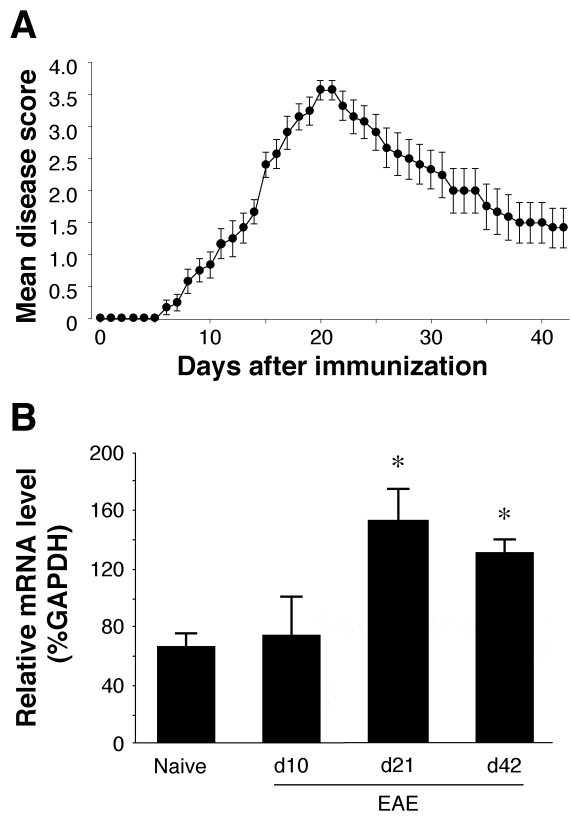 A
Mean disease score
4.0
3.5
3.0
2.5
2.0
1.5
1.0
0.5
0
0 10 20 30 40
Days after immunization
B
Relative mRNA level
(%GAPDH)
200
160
120
80
40
0
*
*
Naive d10 d21 d42
EAE